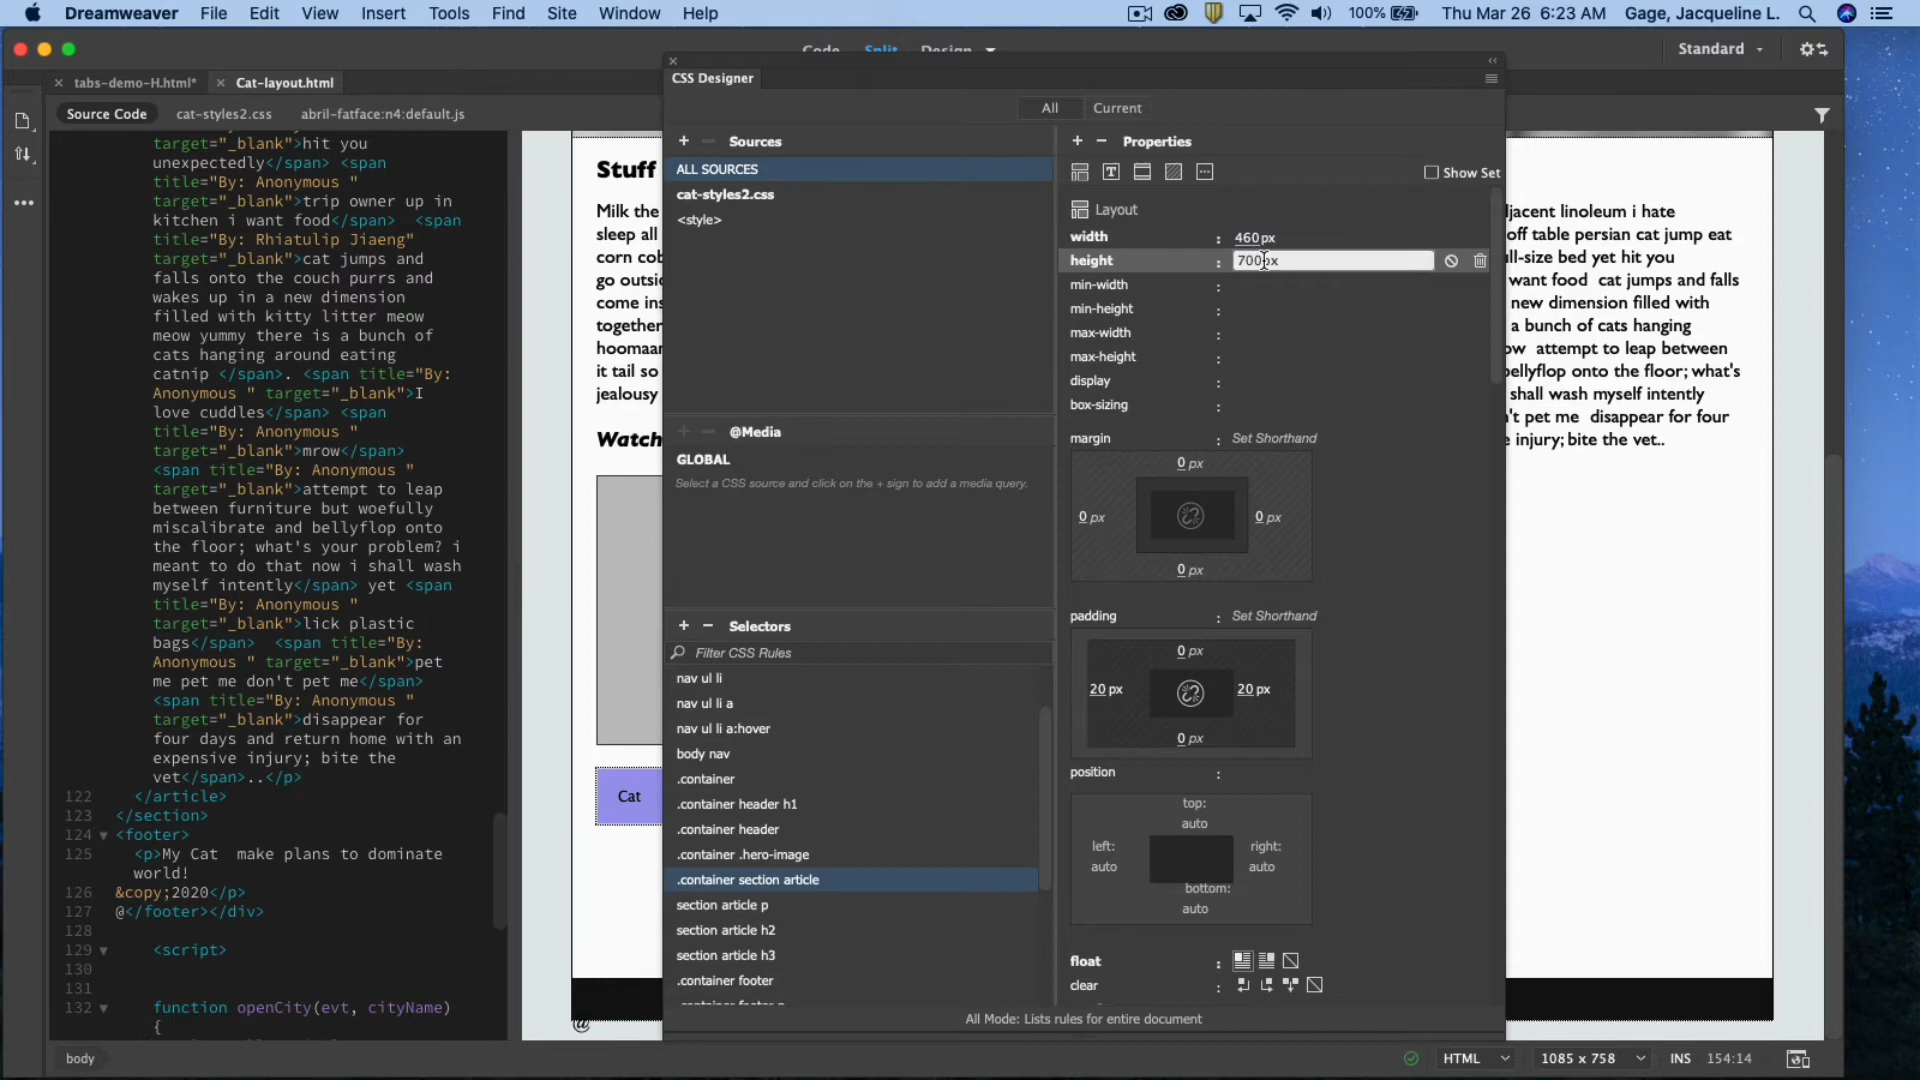 Dreamweaver File Edit View Insert Tools Find Site Window Help 100% Thu Mar 26 6:23 AM Gage, Jacqueline L.
Code Split Design Standard
tabs-demo-H.html* Cat-layout.html
Source Code cat-styles2.css abril-fatface:n4:default.js
target="_blank">hit you
unexpectedly</span> <span
title="By: Anonymous "
target="_blank">trip owner up in
kitchen i want food</span> <span
title="By: Rhiatulip Jiaeng"
target="_blank">cat jumps and
falls onto the couch purrs and
wakes up in a new dimension
filled with kitty litter meow
meow yummy there is a bunch of
cats hanging around eating
catnip </span>. <span title="By:
Anonymous " target="_blank">I
love cuddles</span> <span
title="By: Anonymous "
target="_blank">mrow</span>
<span title="By: Anonymous "
target="_blank">attempt to leap
between furniture but woefully
miscalibrate and bellyflop onto
the floor; what's your problem? i
meant to do that now i shall wash
myself intently</span> yet <span
title="By: Anonymous "
target="_blank">lick plastic
bags</span> <span title="By:
Anonymous " target="_blank">pet
me pet me don't pet me</span>
<span title="By: Anonymous "
target="_blank">disappear for
four days and return home with an
expensive injury; bite the
vet</span>..</p>
122 </article>
123 </section>
124 <footer>
125 <p>My Cat make plans to dominate
world!
126 &copy;2020</p>
127 @</footer></div>
128
129 <script>
130
131
132 function openCity(evt, cityName)
{
body
Stuff
Milk the
sleep all
corn cob
go outsid
come ins
together
hoomaan
it tail so
jealousy
Watch
Cat
@
CSS Designer
All Current
+ − Sources
ALL SOURCES
cat-styles2.css
<style>
+ − @Media
GLOBAL
Select a CSS source and click on the + sign to add a media query.
+ − Selectors
Filter CSS Rules
nav ul li
nav ul li a
nav ul li a:hover
body nav
.container
.container header h1
.container header
.container .hero-image
.container section article
section article p
section article h2
section article h3
.container footer
.container footer p
+ − Properties
Show Set
Layout
width : 460 px
height : 700px
min-width :
min-height :
max-width :
max-height :
display :
box-sizing :
margin : Set Shorthand
0 px
0 px 0 px
0 px
padding : Set Shorthand
0 px
20 px 20 px
0 px
position :
top:
auto
left: right:
auto auto
bottom:
auto
float :
clear :
All Mode: Lists rules for entire document
jacent linoleum i hate
off table persian cat jump eat
ll-size bed yet hit you
want food cat jumps and falls
new dimension filled with
a bunch of cats hanging
ow attempt to leap between
bellyflop onto the floor; what's
shall wash myself intently
't pet me disappear for four
e injury; bite the vet..
HTML 1085 x 758 INS 154:14